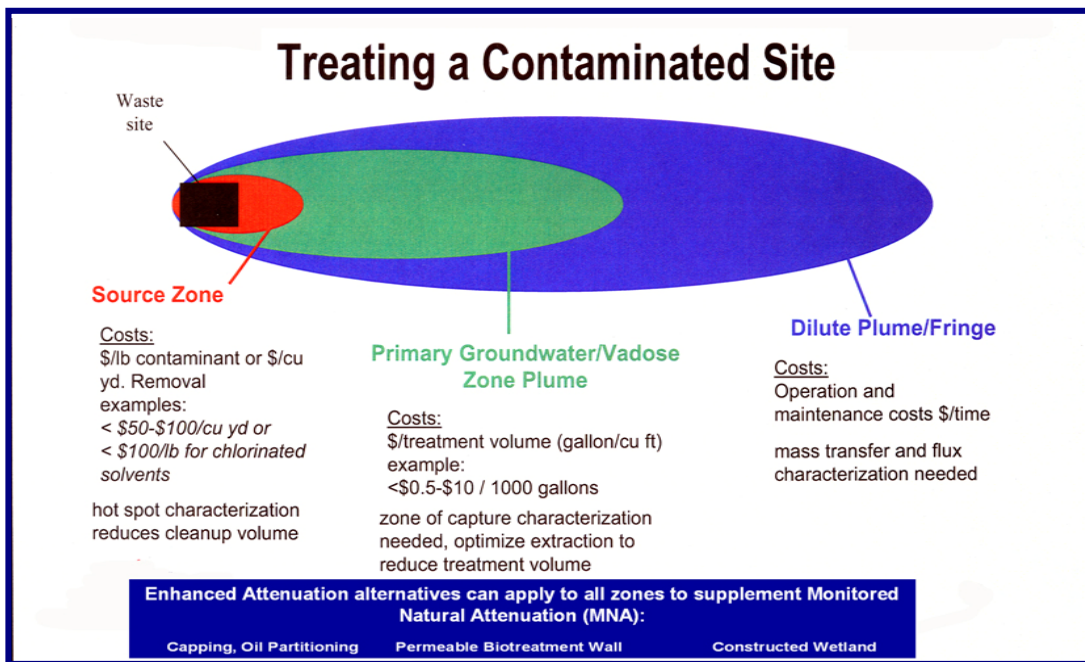 Treating a Contaminated Site
Waste
site
Source Zone
Costs:
$/lb contaminant or $/cu
yd. Removal
examples:
< $50-$100/cu yd or
< $100/lb for chlorinated
solvents
hot spot characterization
reduces cleanup volume
Primary Groundwater/Vadose
Zone Plume
Costs:
$/treatment volume (gallon/cu ft)
example:
<$0.5-$10 / 1000 gallons
zone of capture characterization
needed, optimize extraction to
reduce treatment volume
Dilute Plume/Fringe
Costs:
Operation and
maintenance costs $/time
mass transfer and flux
characterization needed
Enhanced Attenuation alternatives can apply to all zones to supplement Monitored
Natural Attenuation (MNA):
Capping, Oil Partitioning
Permeable Biotreatment Wall
Constructed Wetland